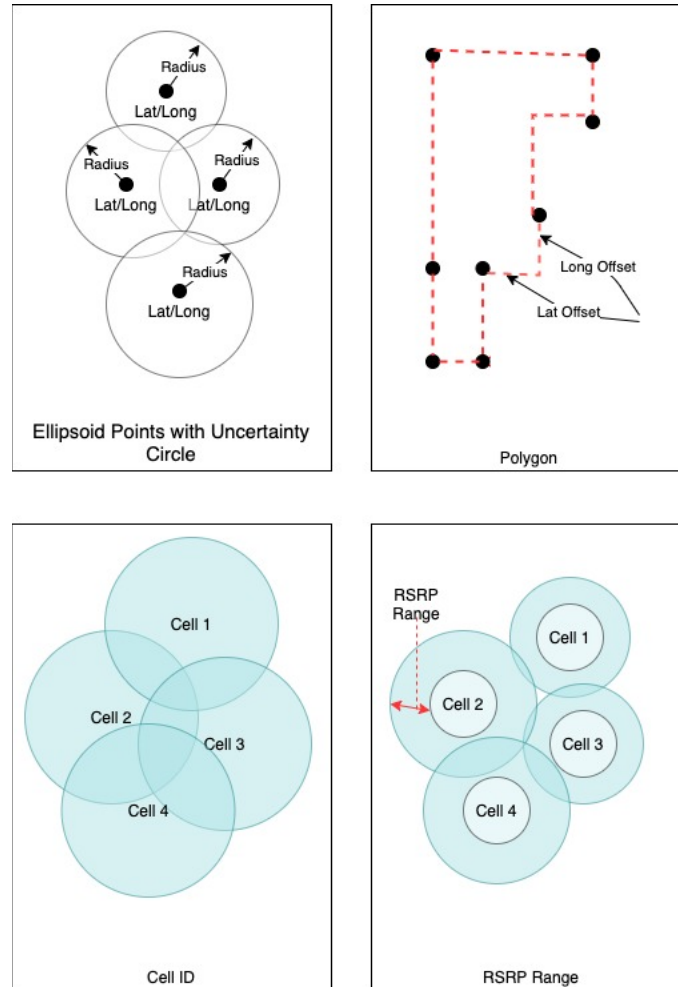 Radius
Lat/Long
Radius
Lat/Long
Radius
Lat/Long
Radius
Lat/Long
Ellipsoid Points with Uncertainty
Circle
Long Offset
Lat Offset
Polygon
Cell 1
Cell 2
Cell 3
Cell 4
Cell ID
RSRP
Range
Cell 1
Cell 2
Cell 3
Cell 4
RSRP Range